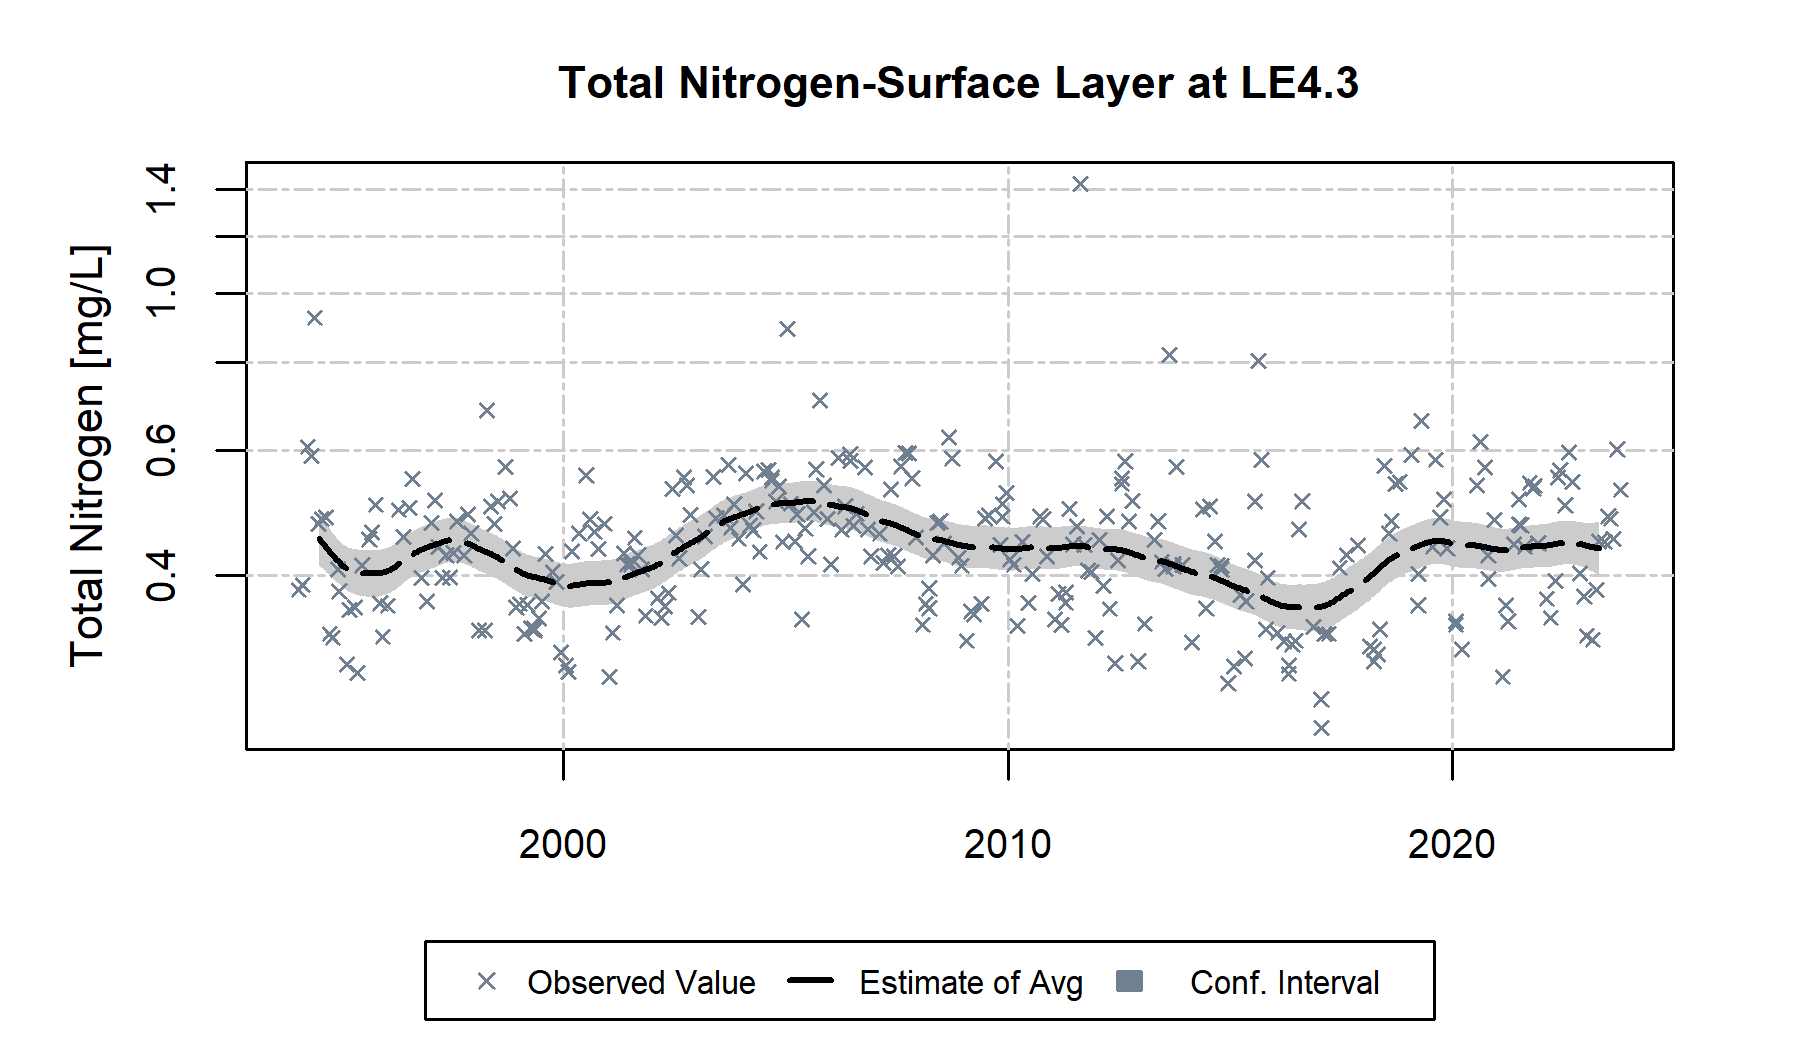 Total Nitrogen-Surface Layer at LE4.3
Total Nitrogen [mg/L]
1.4
1.0
0.6
0.4
2000 2010 2020
Observed Value Estimate of Avg Conf. Interval